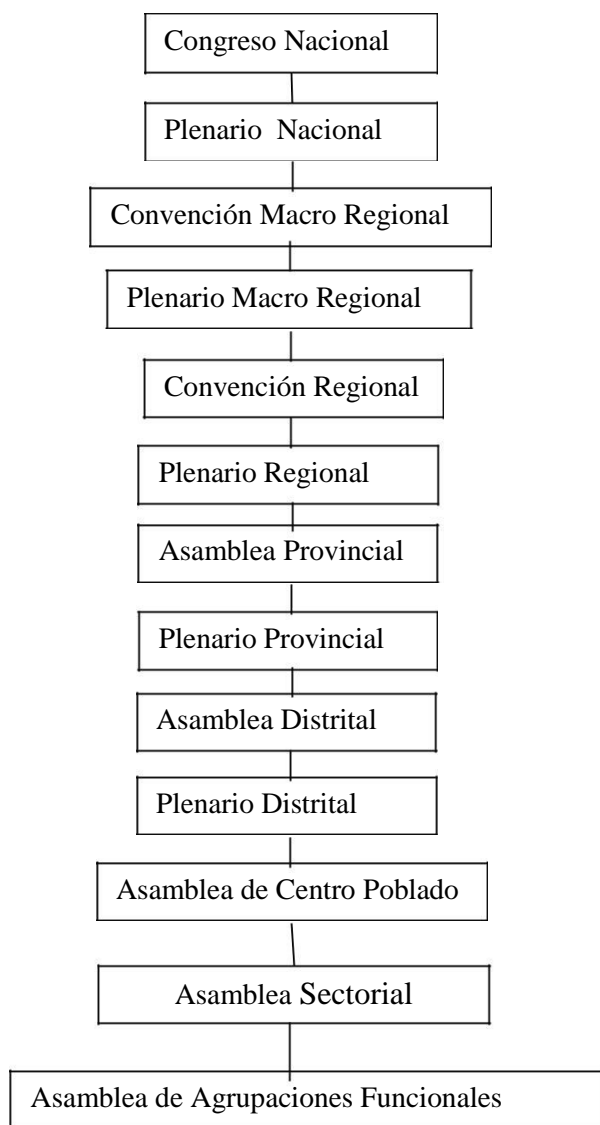 Congreso Nacional
Plenario Nacional
Convención Macro Regional
Plenario Macro Regional
Convención Regional
Plenario Regional
Asamblea Provincial
Plenario Provincial
Asamblea Distrital
Plenario Distrital
Asamblea de Centro Poblado
Asamblea Sectorial
Asamblea de Agrupaciones Funcionales